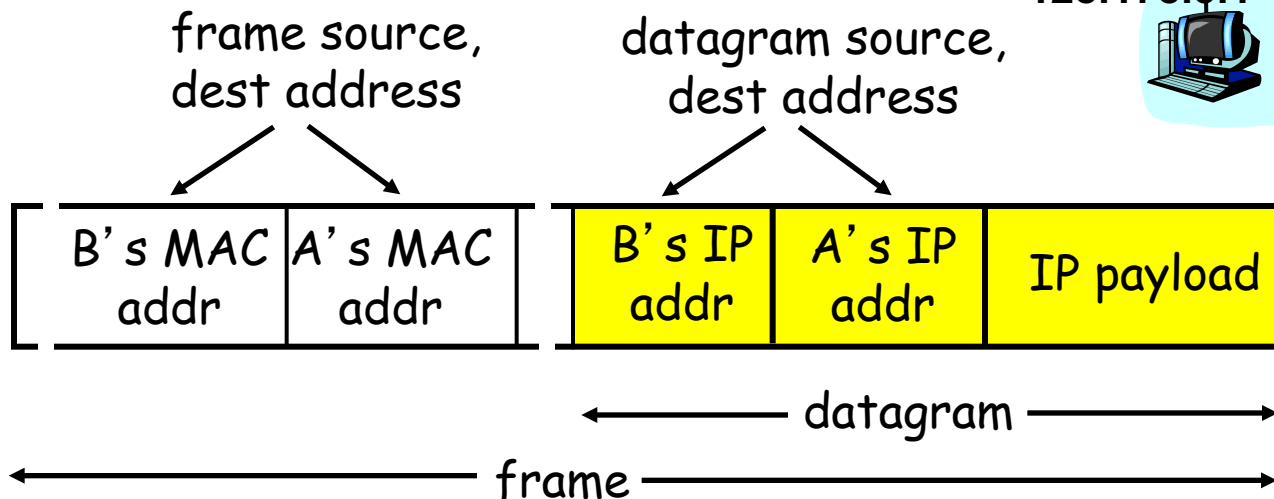 frame source,
dest address
datagram source,
dest address
B's MAC
addr
A's MAC
addr
B's IP
addr
A's IP
addr
IP payload
datagram
frame